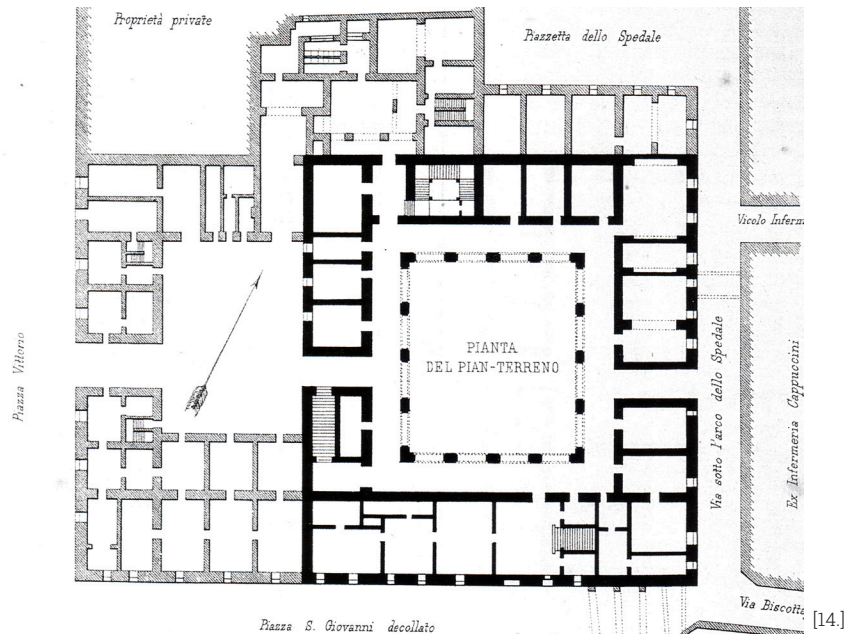 Proprietà private
Piazzetta dello Spedale
Vicolo Inferm
PIANTA
DEL PIAN-TERRENO
Piazza Vittorio
Via sotto l'arco dello Spedale
Ex Infermeria Cappuccini
Via Biscotta
Piazza S. Giovanni decollato
[14.]